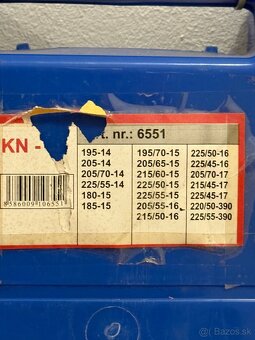 KN -
t. nr.: 6551
195-14 195/70-15 225/50-16
205-14 205/65-15 225/45-16
205/70-14 215/60-15 205/70-17
225/55-14 225/50-15 215/45-17
180-15 225/55-15 225/45-17
185-15 205/55-16 220/50-390
215/50-16 225/55-390
8586009106551
Bazoš.sk